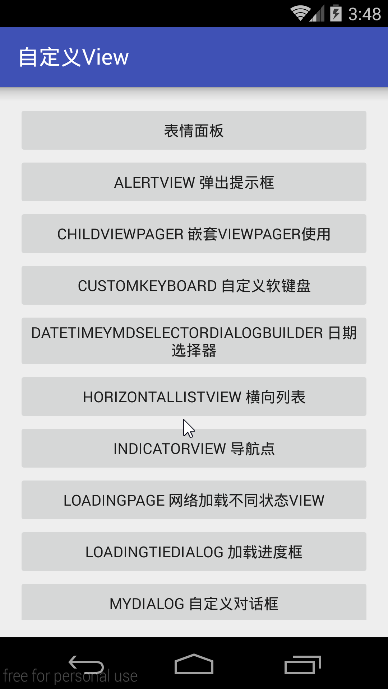 3:48
自定义View
表情面板
ALERTVIEW 弹出提示框
CHILDVIEWPAGER 嵌套VIEWPAGER使用
CUSTOMKEYBOARD 自定义软键盘
DATETIMEYMDSELECTORDIALOGBUILDER 日期
选择器
HORIZONTALLISTVIEW 横向列表
INDICATORVIEW 导航点
LOADINGPAGE 网络加载不同状态VIEW
LOADINGTIEDIALOG 加载进度框
MYDIALOG 自定义对话框
free for personal use